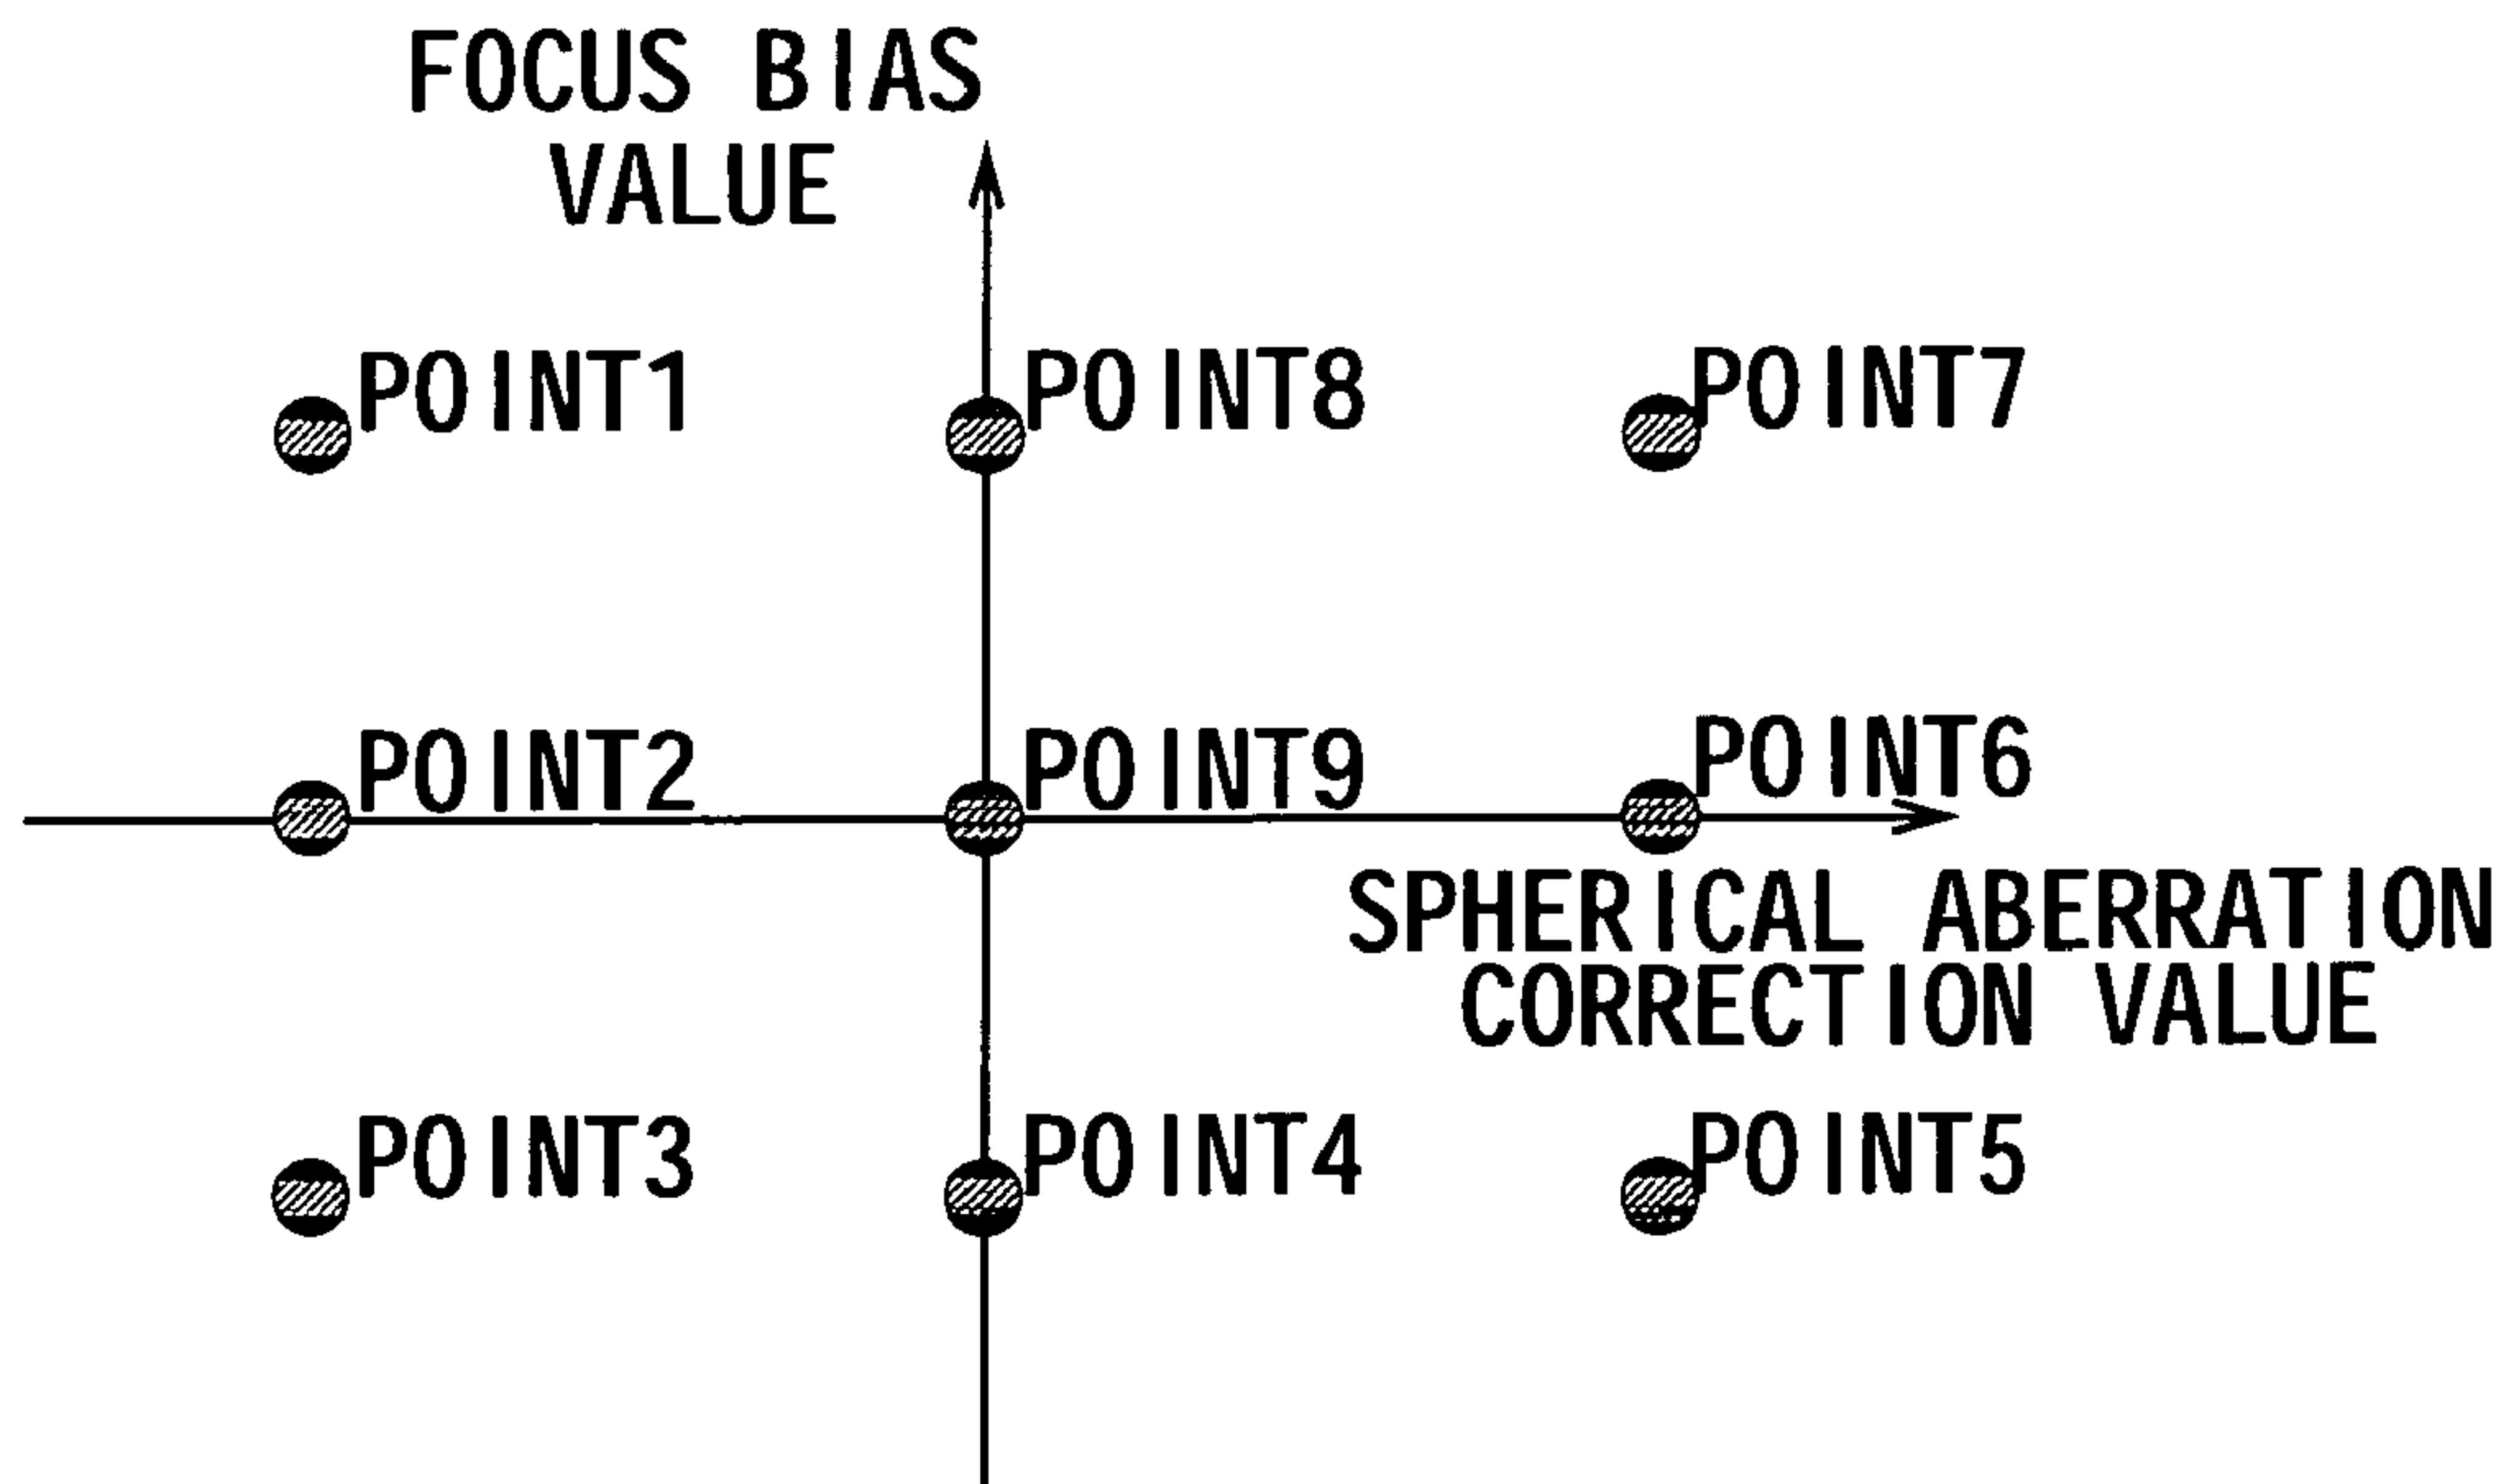 FOCUS BIAS
VALUE
POINT1
POINT8
POINT7
POINT2
POINT9
POINT6
SPHERICAL ABERRATION
CORRECTION VALUE
POINT3
POINT4
POINT5